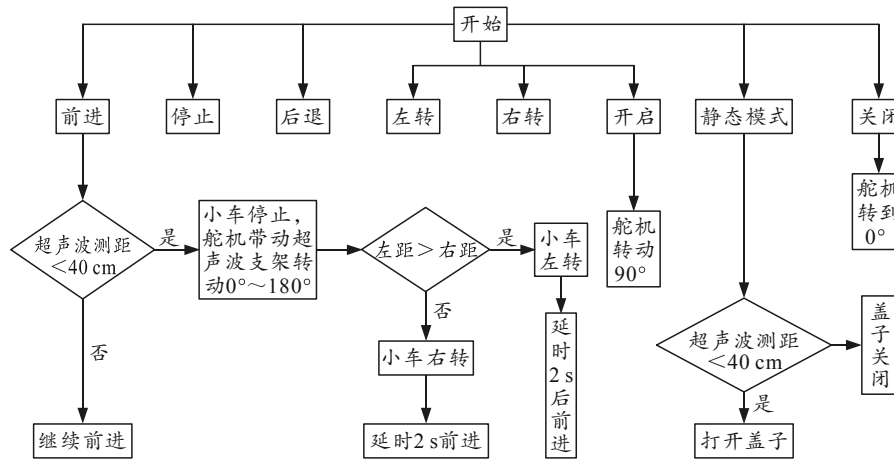 开始
前进
停止
后退
左转
右转
开启
静态模式
关闭
超声波测距
<40 cm
是
否
继续前进
小车停止，
舵机带动超
声波支架转
动0°～180°
左距＞右距
是
否
小车
左转
延
时
2 s
后
前
进
小车右转
延时2 s前进
舵机
转动
90°
超声波测距
<40 cm
是
打开盖子
盖
子
关
闭
舵机
转到
0°